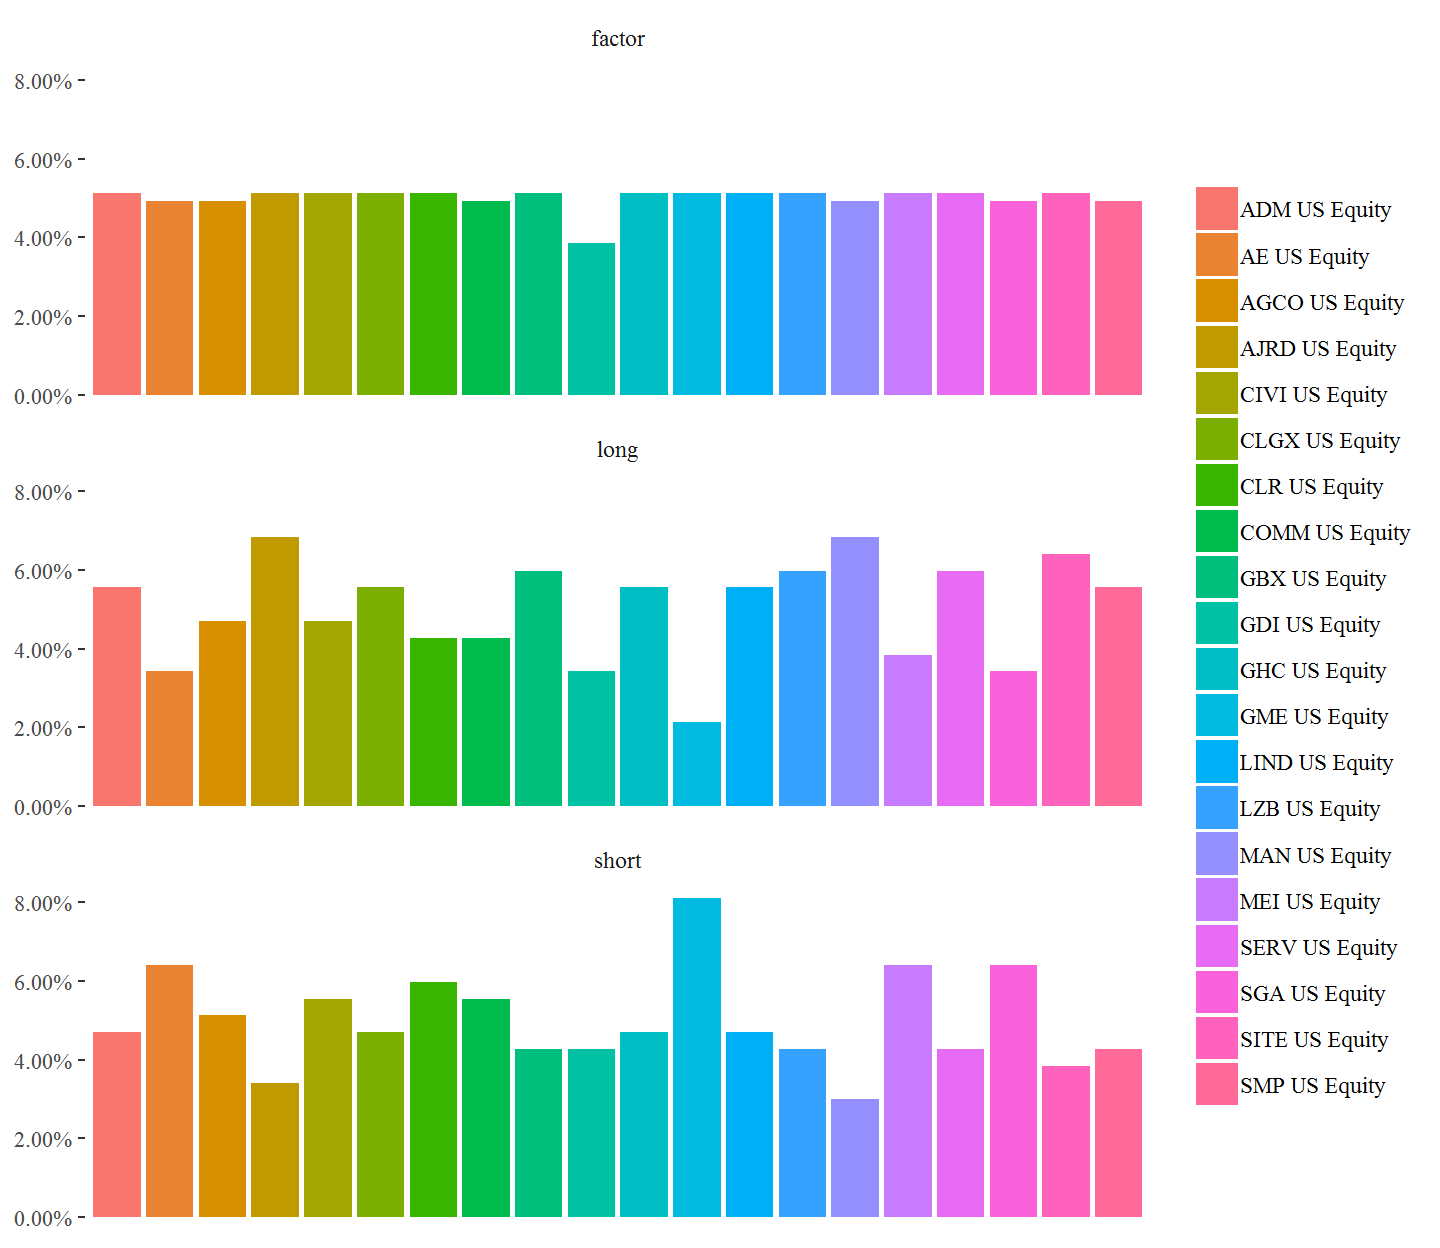 factor
8.00%
6.00%
4.00%
2.00%
0.00%
long
8.00%
6.00%
4.00%
2.00%
0.00%
short
8.00%
6.00%
4.00%
2.00%
0.00%
ADM US Equity
AE US Equity
AGCO US Equity
AJRD US Equity
CIVI US Equity
CLGX US Equity
CLR US Equity
COMM US Equity
GBX US Equity
GDI US Equity
GHC US Equity
GME US Equity
LIND US Equity
LZB US Equity
MAN US Equity
MEI US Equity
SERV US Equity
SGA US Equity
SITE US Equity
SMP US Equity